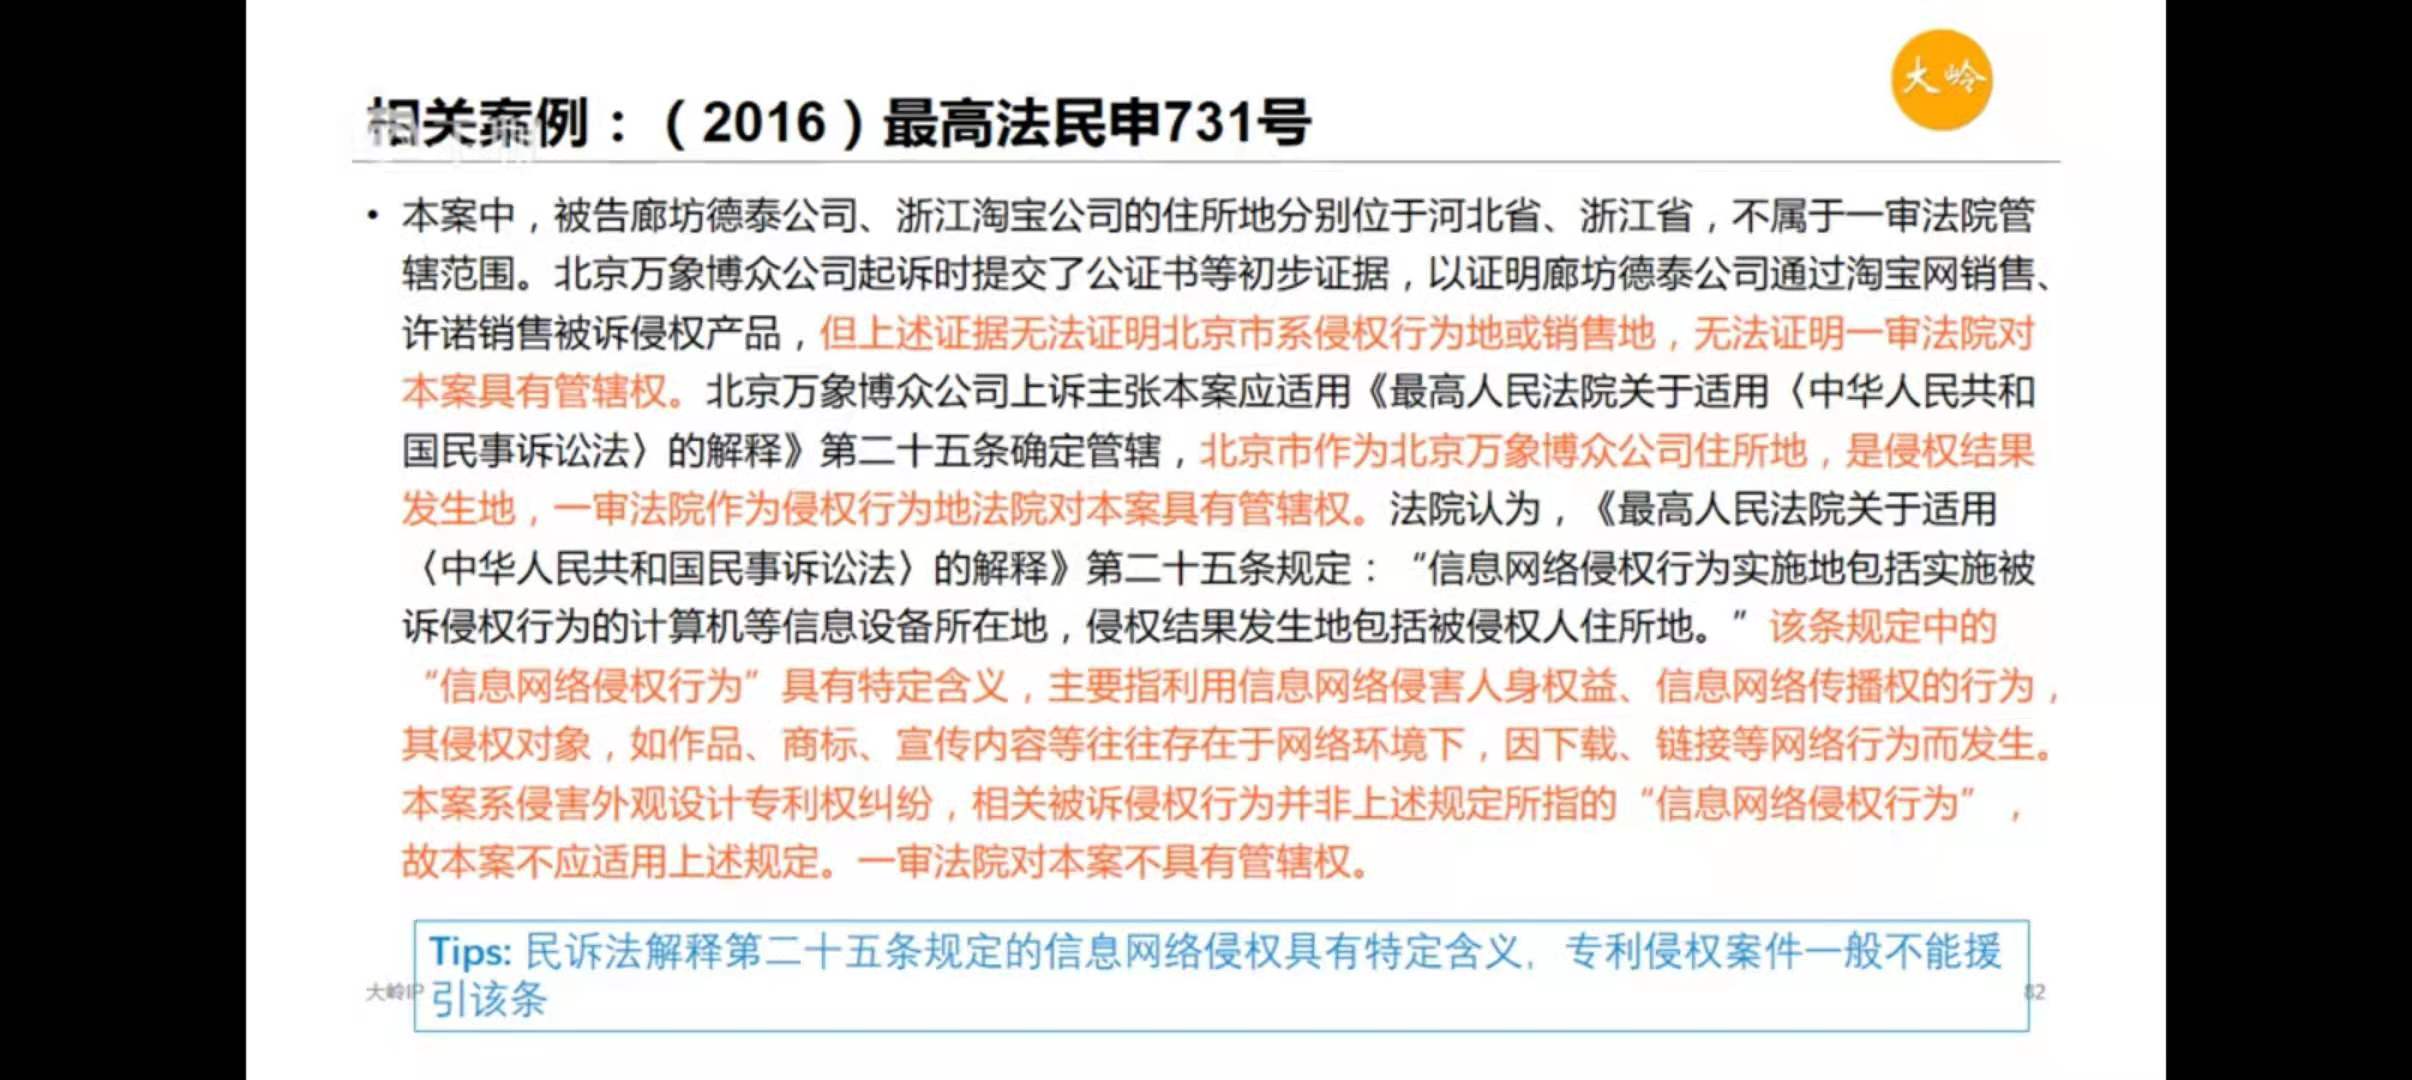 大岭
相关案例：（2016）最高法民申731号
• 本案中，被告廊坊德泰公司、浙江淘宝公司的住所地分别位于河北省、浙江省，不属于一审法院管
辖范围。北京万象博众公司起诉时提交了公证书等初步证据，以证明廊坊德泰公司通过淘宝网销售、
许诺销售被诉侵权产品，但上述证据无法证明北京市系侵权行为地或销售地，无法证明一审法院对
本案具有管辖权。北京万象博众公司上诉主张本案应适用《最高人民法院关于适用〈中华人民共和
国民事诉讼法〉的解释》第二十五条确定管辖，北京市作为北京万象博众公司住所地，是侵权结果
发生地，一审法院作为侵权行为地法院对本案具有管辖权。法院认为，《最高人民法院关于适用
〈中华人民共和国民事诉讼法〉的解释》第二十五条规定：“信息网络侵权行为实施地包括实施被
诉侵权行为的计算机等信息设备所在地，侵权结果发生地包括被侵权人住所地。”该条规定中的
“信息网络侵权行为”具有特定含义，主要指利用信息网络侵害人身权益、信息网络传播权的行为，
其侵权对象，如作品、商标、宣传内容等往往存在于网络环境下，因下载、链接等网络行为而发生。
本案系侵害外观设计专利权纠纷，相关被诉侵权行为并非上述规定所指的“信息网络侵权行为”，
故本案不应适用上述规定。一审法院对本案不具有管辖权。
Tips: 民诉法解释第二十五条规定的信息网络侵权具有特定含义，专利侵权案件一般不能援
引该条
大岭IP
82